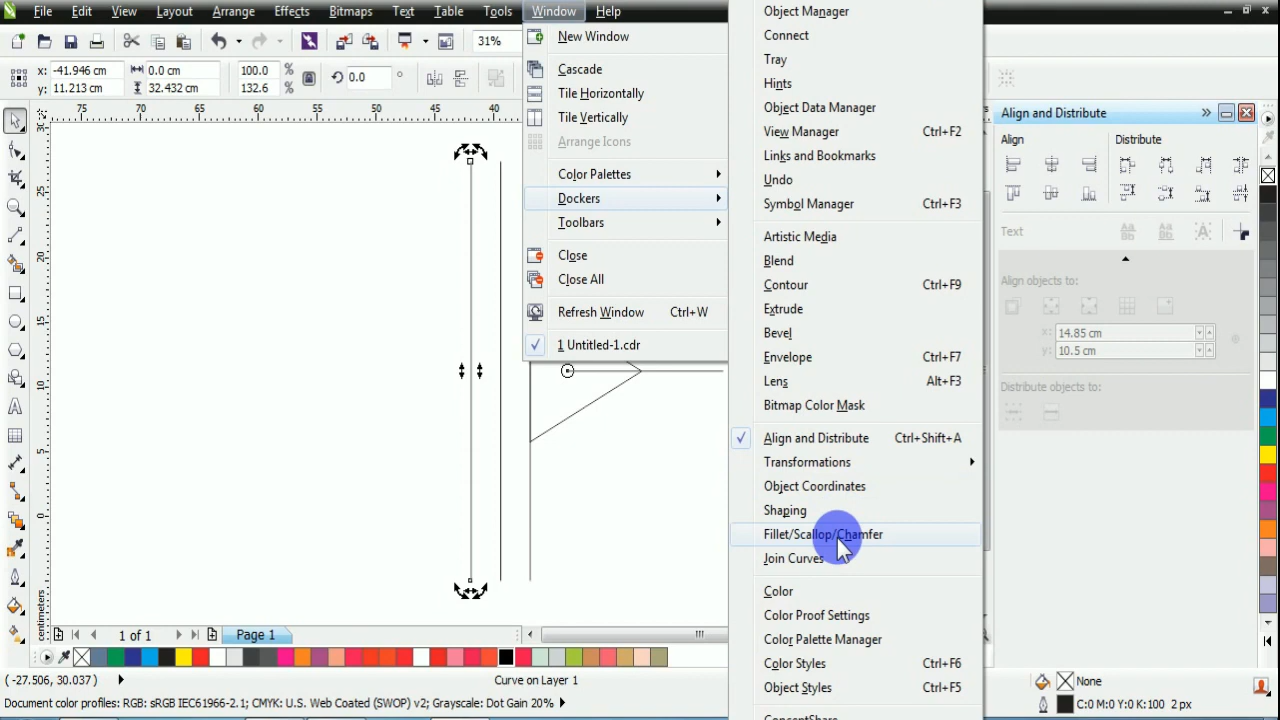 File Edit View Layout Arrange Effects Bitmaps Text Table Tools Window Help
31%
x: -41.946 cm 0.0 cm 100.0 % 0.0 °
y: 11.213 cm 32.432 cm 132.6 %
75 70 65 60 55 50 45 40
30
25
20
15
10
5
0
centimeters
New Window
Cascade
Tile Horizontally
Tile Vertically
Arrange Icons
Color Palettes
Dockers
Toolbars
Close
Close All
Refresh Window Ctrl+W
1 Untitled-1.cdr
Object Manager
Connect
Tray
Hints
Object Data Manager
View Manager Ctrl+F2
Links and Bookmarks
Undo
Symbol Manager Ctrl+F3
Artistic Media
Blend
Contour Ctrl+F9
Extrude
Bevel
Envelope Ctrl+F7
Lens Alt+F3
Bitmap Color Mask
Align and Distribute Ctrl+Shift+A
Transformations
Object Coordinates
Shaping
Fillet/Scallop/Chamfer
Join Curves
Color
Color Proof Settings
Color Palette Manager
Color Styles Ctrl+F6
Object Styles Ctrl+F5
ConceptShare
Align and Distribute
Align Distribute
Text
Align objects to:
x: 14.85 cm
y: 10.5 cm
Distribute objects to:
1 of 1 Page 1
(-27.506, 30.037) Curve on Layer 1 None
Document color profiles: RGB: sRGB IEC61966-2.1; CMYK: U.S. Web Coated (SWOP) v2; Grayscale: Dot Gain 20% C:0 M:0 Y:0 K:100 2 px